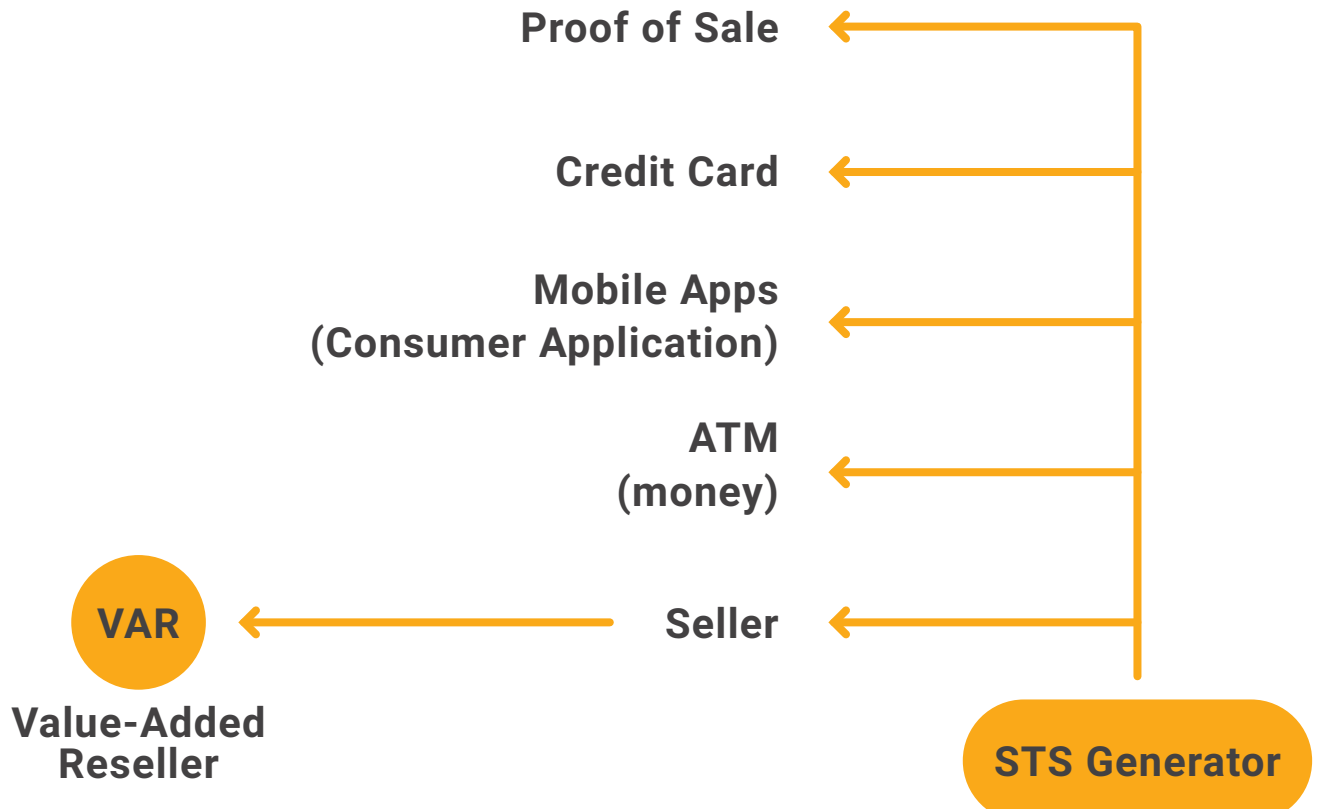 Proof of Sale
Credit Card
Mobile Apps
(Consumer Application)
ATM
(money)
VAR
Seller
Value-Added
Reseller
STS Generator